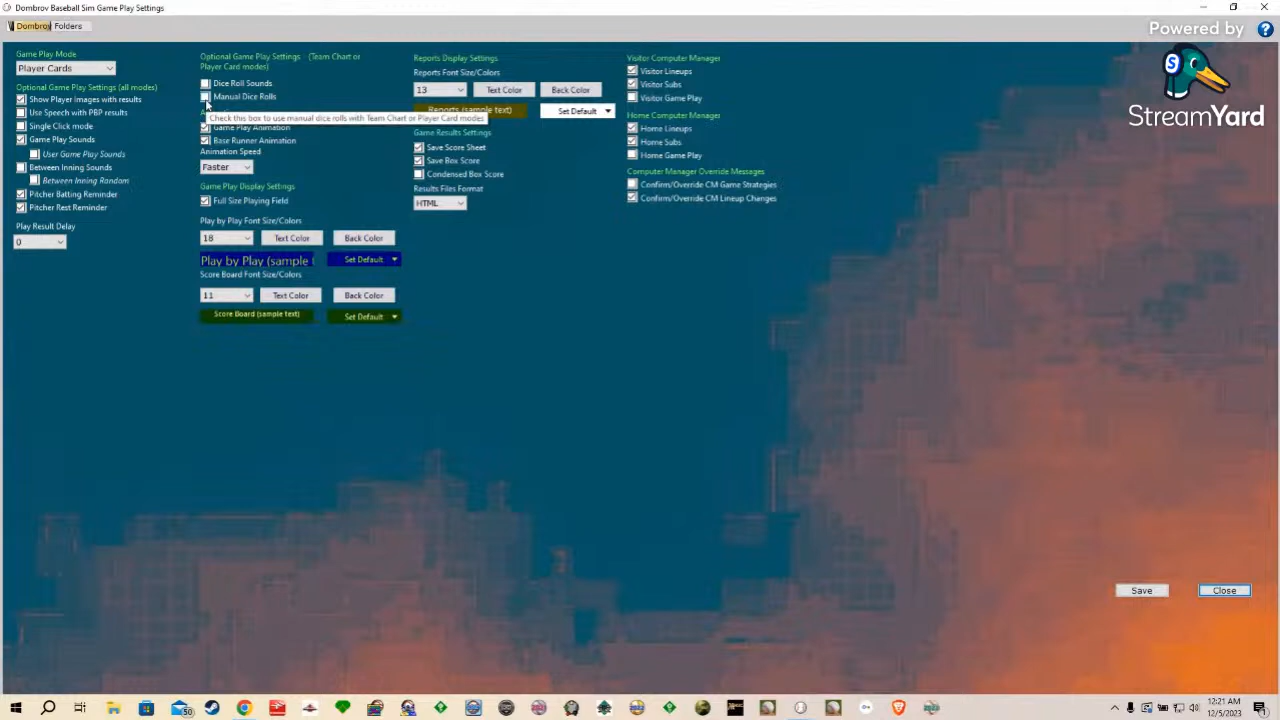 Dombrov Baseball Sim Game Play Settings
Dombrov Folders
Powered by
StreamYard
Game Play Mode
Player Cards
Optional Game Play Settings (all modes)
Show Player Images with results
Use Speech with PBP results
Single Click mode
Game Play Sounds
User Game Play Sounds
Between Inning Sounds
Between Inning Random
Pitcher Batting Reminder
Pitcher Rest Reminder
Play Result Delay
0
Optional Game Play Settings (Team Chart or
Player Card modes)
Dice Roll Sounds
Manual Dice Rolls
Check this box to use manual dice rolls with Team Chart or Player Card modes
Game Play Animation
Base Runner Animation
Animation Speed
Faster
Game Play Display Settings
Full Size Playing Field
Play by Play Font Size/Colors
18 Text Color Back Color
Play by Play (sample Set Default
Score Board Font Size/Colors
11 Text Color Back Color
Score Board (sample text) Set Default
Reports Display Settings
Reports Font Size/Colors
13 Text Color Back Color
Reports (sample text) Set Default
Game Results Settings
Save Score Sheet
Save Box Score
Condensed Box Score
Results Files Format
HTML
Visitor Computer Manager
Visitor Lineups
Visitor Subs
Visitor Game Play
Home Computer Manager
Home Lineups
Home Subs
Home Game Play
Computer Manager Override Messages
Confirm/Override CM Game Strategies
Confirm/Override CM Lineup Changes
Save Close
50
12:21 AM
12/5/2023